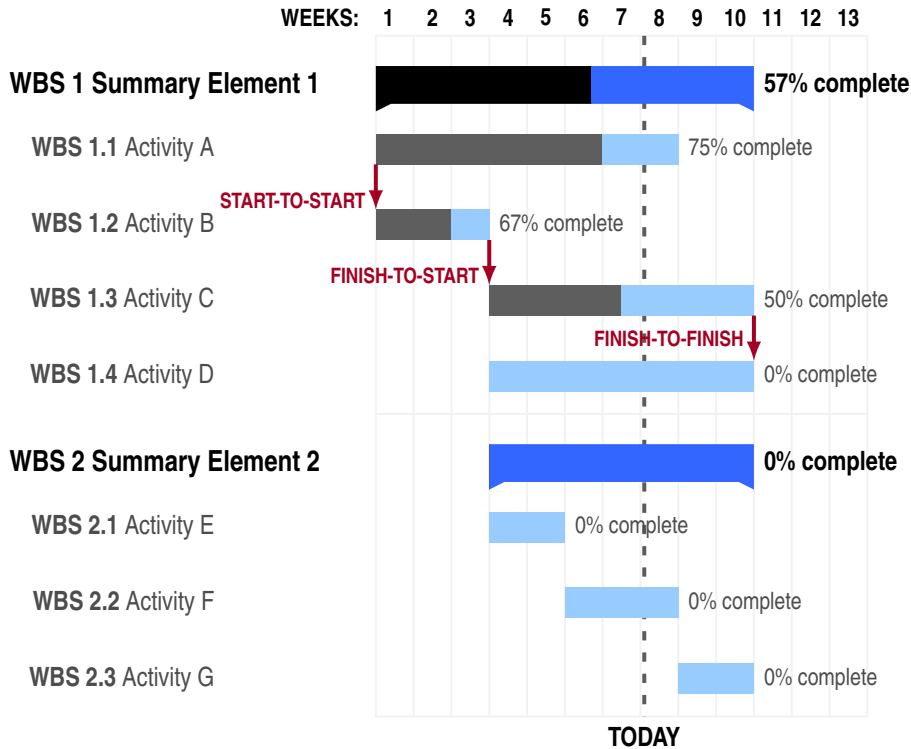 WEEKS: 1 2 3 4 5 6 7 8 9 10 11 12 13
WBS 1 Summary Element 1 57% complete
WBS 1.1 Activity A 75% complete
START-TO-START
WBS 1.2 Activity B 67% complete
FINISH-TO-START
WBS 1.3 Activity C 50% complete
FINISH-TO-FINISH
WBS 1.4 Activity D 0% complete
WBS 2 Summary Element 2 0% complete
WBS 2.1 Activity E 0% complete
WBS 2.2 Activity F 0% complete
WBS 2.3 Activity G 0% complete
TODAY